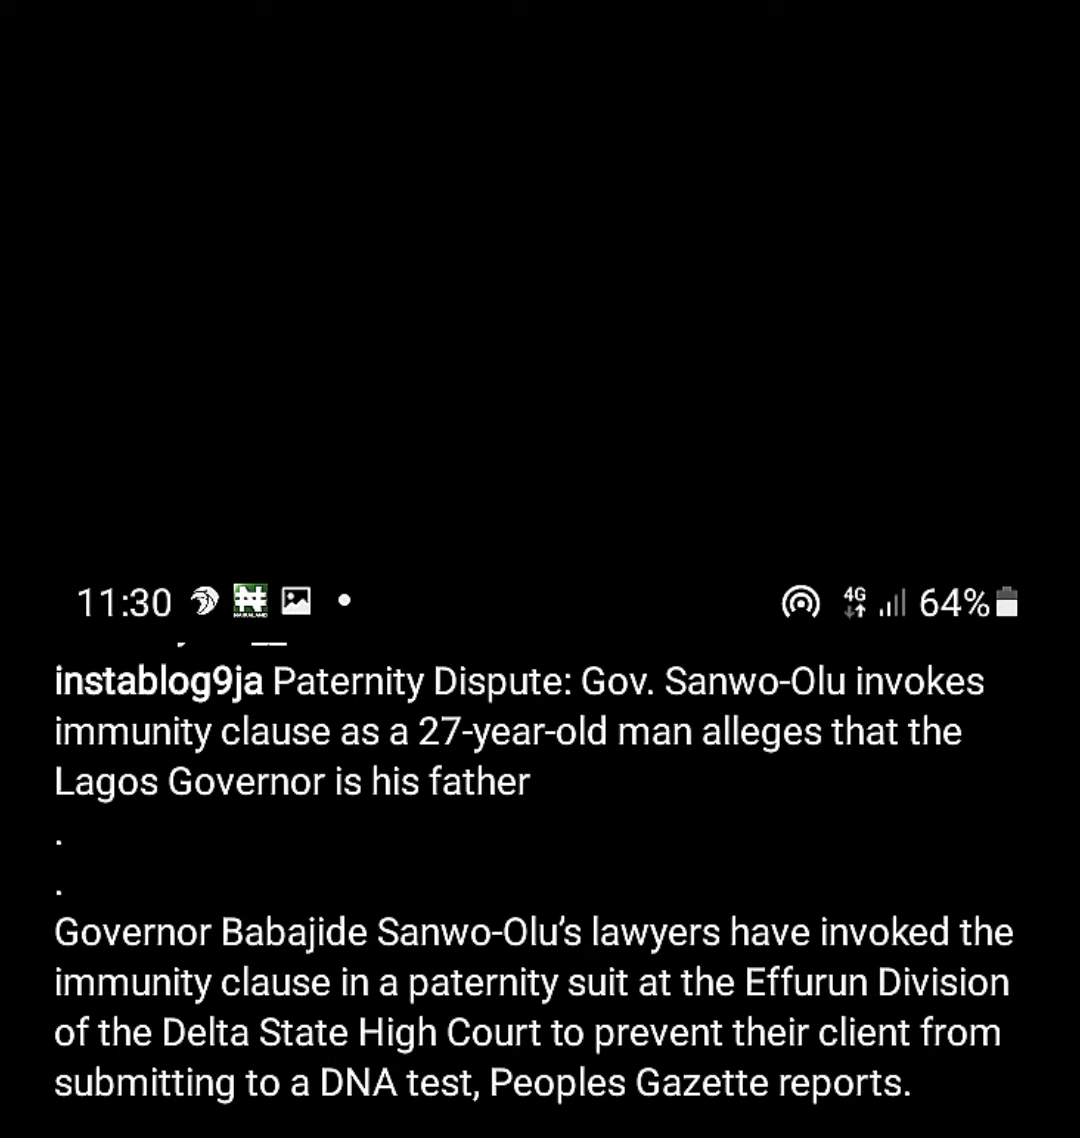 11:30 4G 64%
instablog9ja Paternity Dispute: Gov. Sanwo-Olu invokes
immunity clause as a 27-year-old man alleges that the
Lagos Governor is his father
.
.
Governor Babajide Sanwo-Olu’s lawyers have invoked the
immunity clause in a paternity suit at the Effurun Division
of the Delta State High Court to prevent their client from
submitting to a DNA test, Peoples Gazette reports.